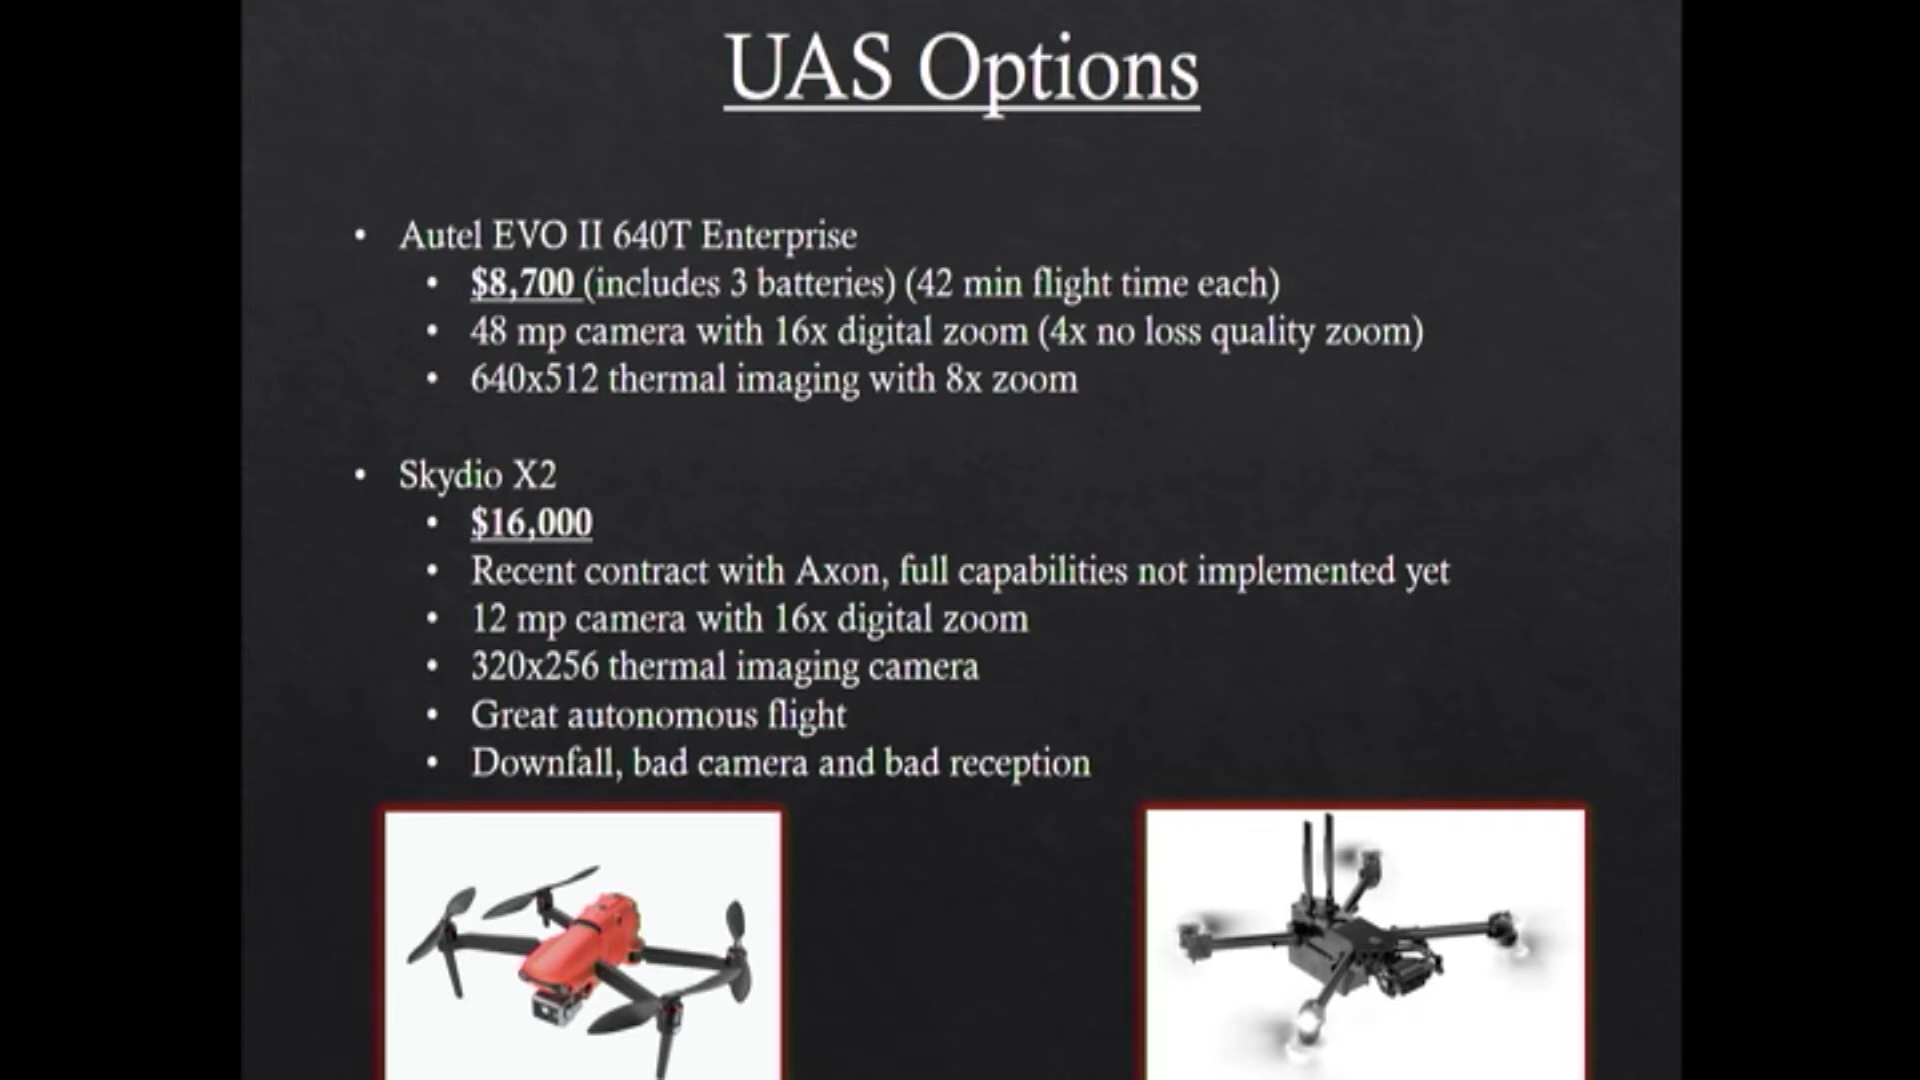 UAS Options
• Autel EVO II 640T Enterprise
• $8,700 (includes 3 batteries) (42 min flight time each)
• 48 mp camera with 16x digital zoom (4x no loss quality zoom)
• 640x512 thermal imaging with 8x zoom
• Skydio X2
• $16,000
• Recent contract with Axon, full capabilities not implemented yet
• 12 mp camera with 16x digital zoom
• 320x256 thermal imaging camera
• Great autonomous flight
• Downfall, bad camera and bad reception